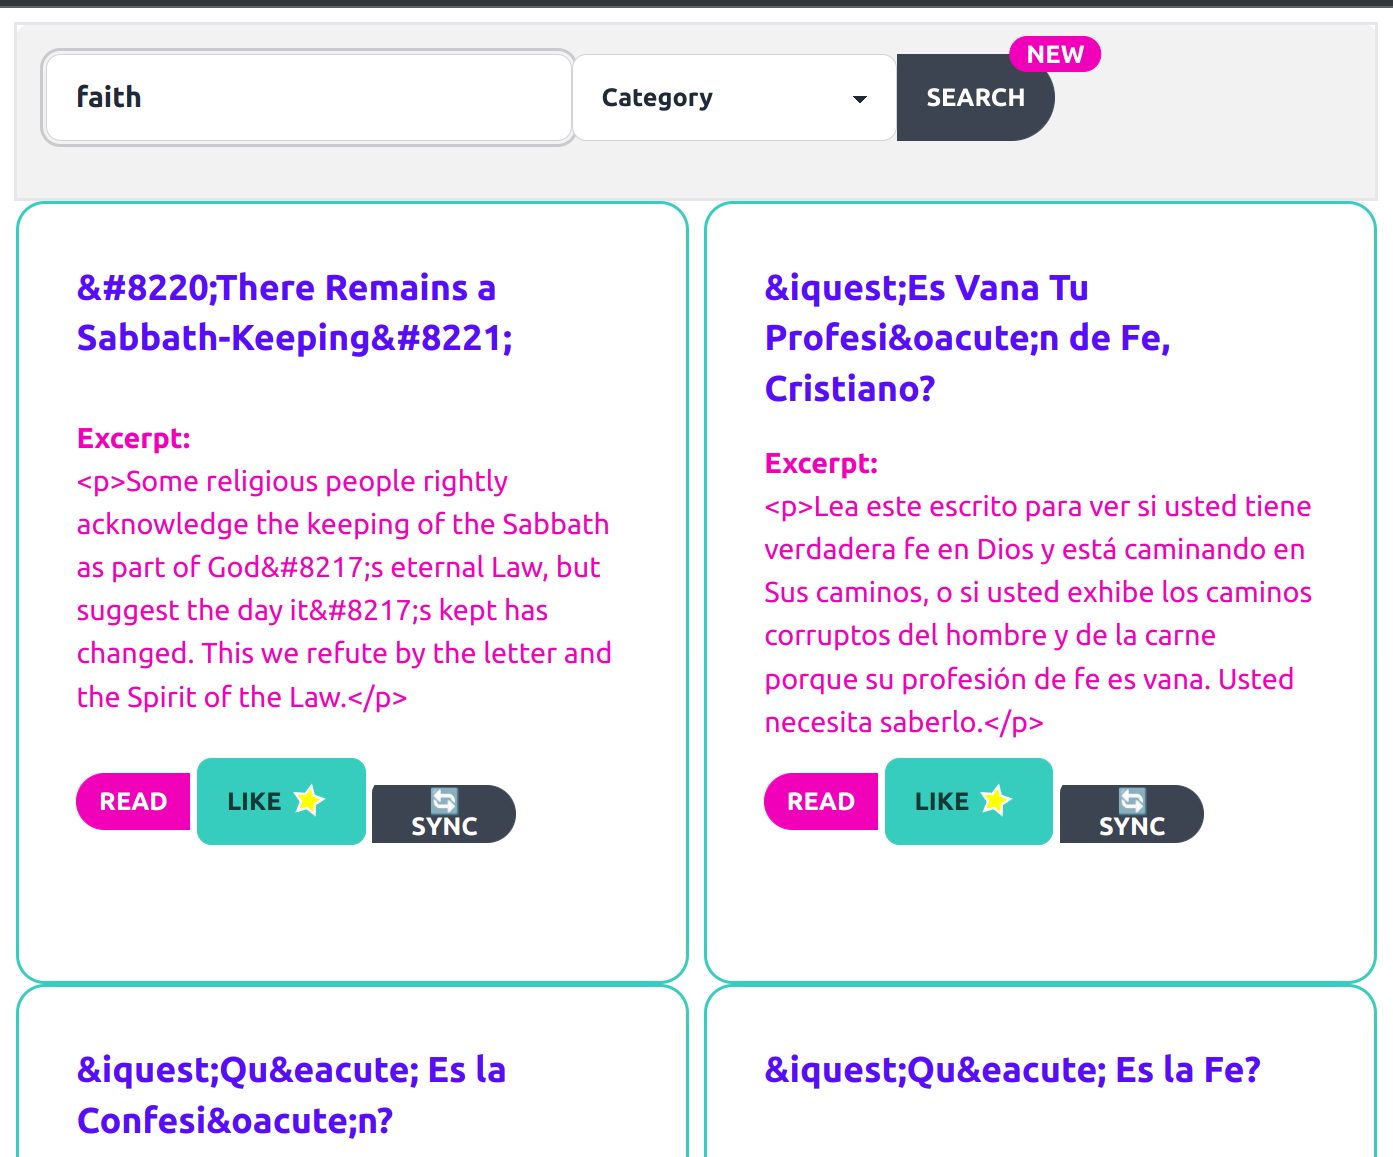 faith
Category
SEARCH
NEW
&#8220;There Remains a
Sabbath-Keeping&#8221;
Excerpt:
<p>Some religious people rightly
acknowledge the keeping of the Sabbath
as part of God&#8217;s eternal Law, but
suggest the day it&#8217;s kept has
changed. This we refute by the letter and
the Spirit of the Law.</p>
READ
LIKE
SYNC
&iquest;Es Vana Tu
Profesi&oacute;n de Fe,
Cristiano?
Excerpt:
<p>Lea este escrito para ver si usted tiene
verdadera fe en Dios y está caminando en
Sus caminos, o si usted exhibe los caminos
corruptos del hombre y de la carne
porque su profesión de fe es vana. Usted
necesita saberlo.</p>
READ
LIKE
SYNC
&iquest;Qu&eacute; Es la
Confesi&oacute;n?
&iquest;Qu&eacute; Es la Fe?